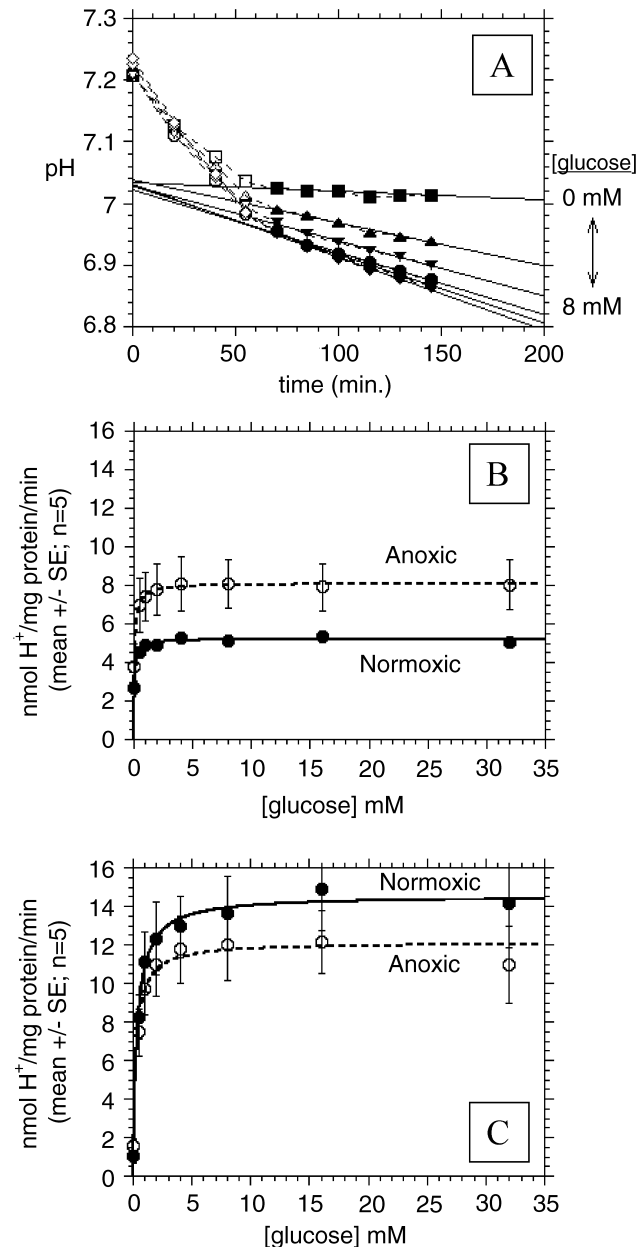 7.3
A
7.2
7.1
pH
[glucose]
7
0 mM
6.9
8 mM
6.8
0 50 100 150 200
time (min.)
16
B
14
12
10
Anoxic
8
6
Normoxic
4
2
0
nmol H⁺/mg protein/min
(mean +/- SE; n=5)
0 5 10 15 20 25 30 35
[glucose] mM
16
Normoxic
14
12
Anoxic
10
8
6
4
C
2
0
nmol H⁺/mg protein/min
(mean +/- SE; n=5)
0 5 10 15 20 25 30 35
[glucose] mM